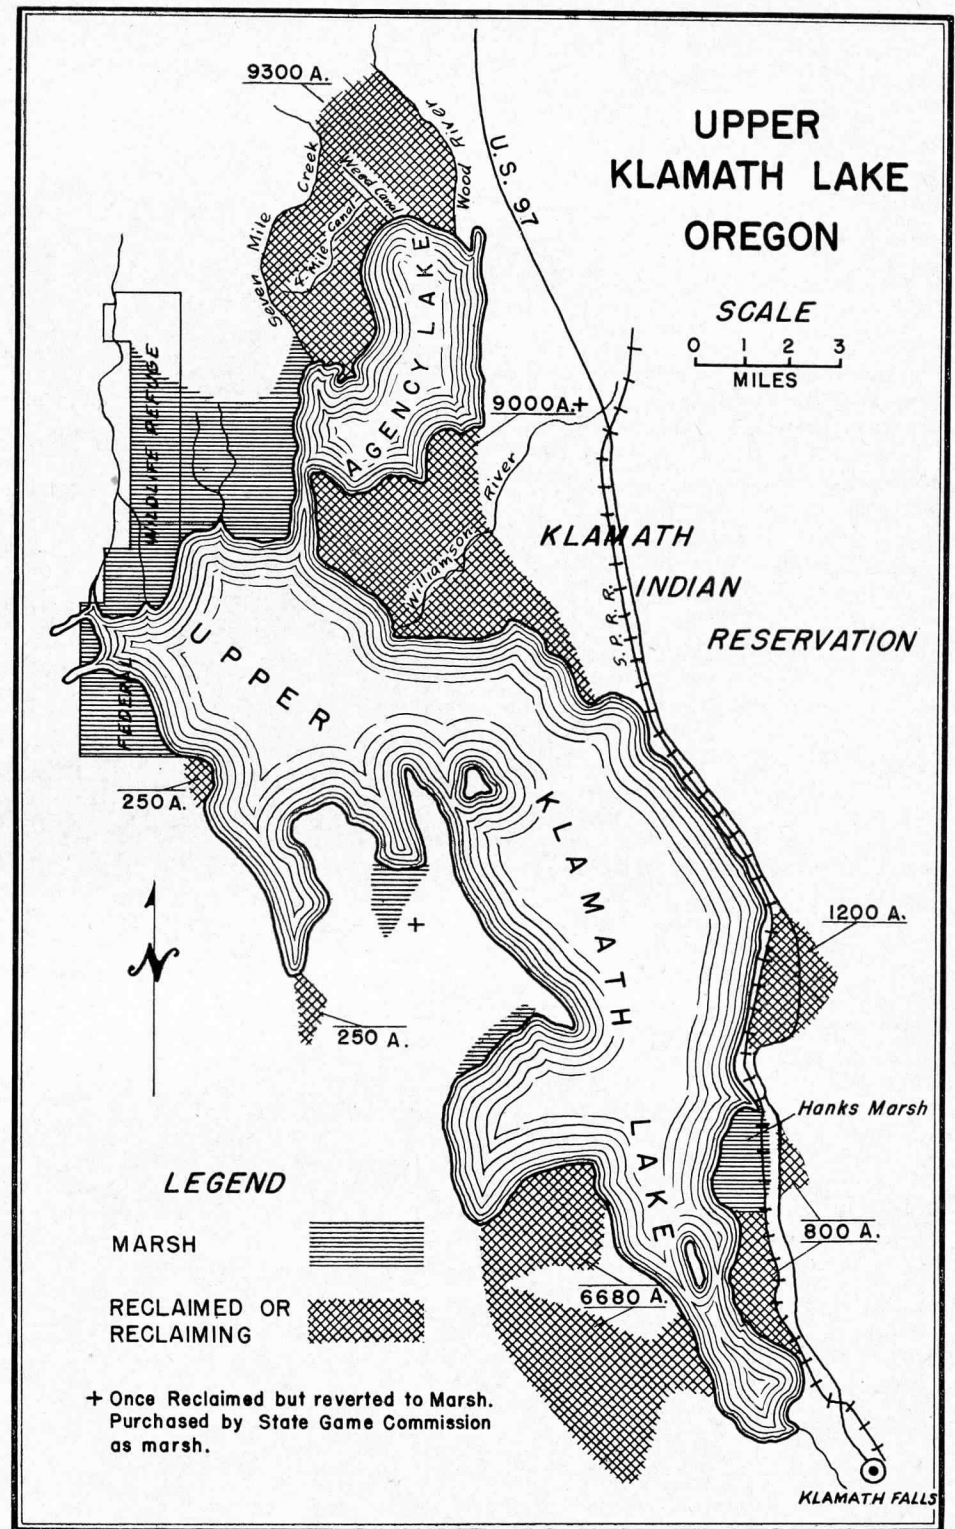 UPPER
KLAMATH LAKE
OREGON
SCALE
0 1 2 3
MILES
9300 A.
Seven Mile Creek
Wood River
Wood Canal
4 Mile Canal
U.S. 97
AGENCY LAKE
9000 A.+
Williamson River
WILDLIFE REFUGE
FEDERAL
KLAMATH
INDIAN
RESERVATION
S. P. R. R.
UPPER
KLAMATH
LAKE
250 A.
+
N
250 A.
1200 A.
Hanks Marsh
800 A.
6680 A.
LEGEND
MARSH
RECLAIMED OR
RECLAIMING
+ Once Reclaimed but reverted to Marsh.
Purchased by State Game Commission
as marsh.
KLAMATH FALLS